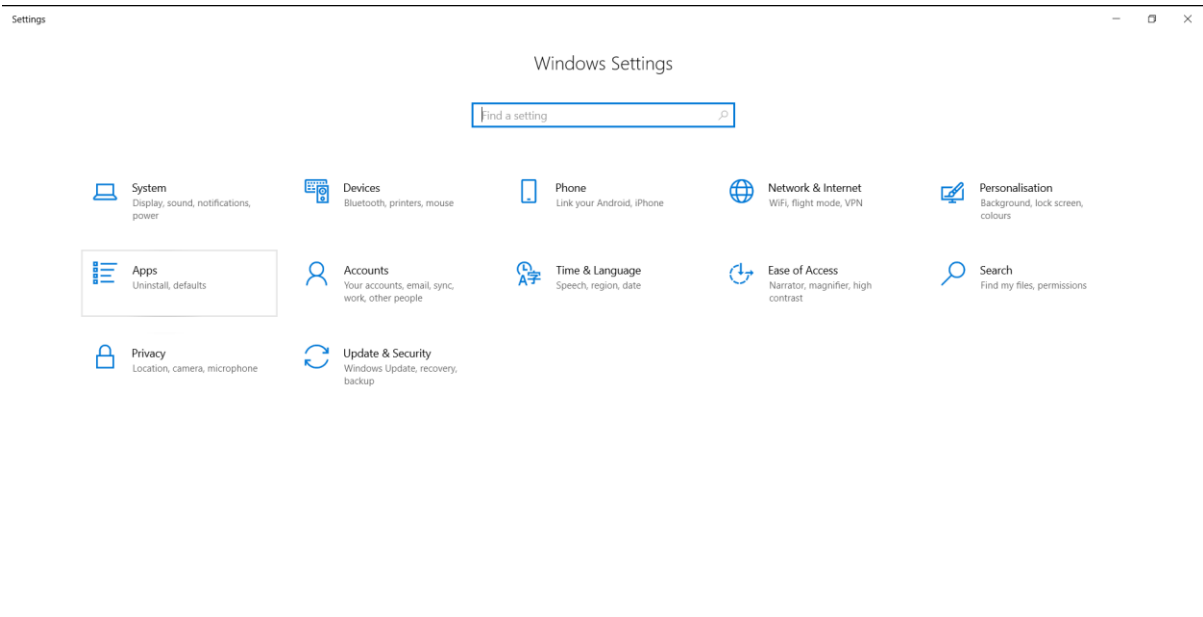 Settings
Windows Settings
Find a setting
System
Display, sound, notifications,
power
Devices
Bluetooth, printers, mouse
Phone
Link your Android, iPhone
Network & Internet
WiFi, flight mode, VPN
Personalisation
Background, lock screen,
colours
Apps
Uninstall, defaults
Accounts
Your accounts, email, sync,
work, other people
Time & Language
Speech, region, date
Ease of Access
Narrator, magnifier, high
contrast
Search
Find my files, permissions
Privacy
Location, camera, microphone
Update & Security
Windows Update, recovery,
backup